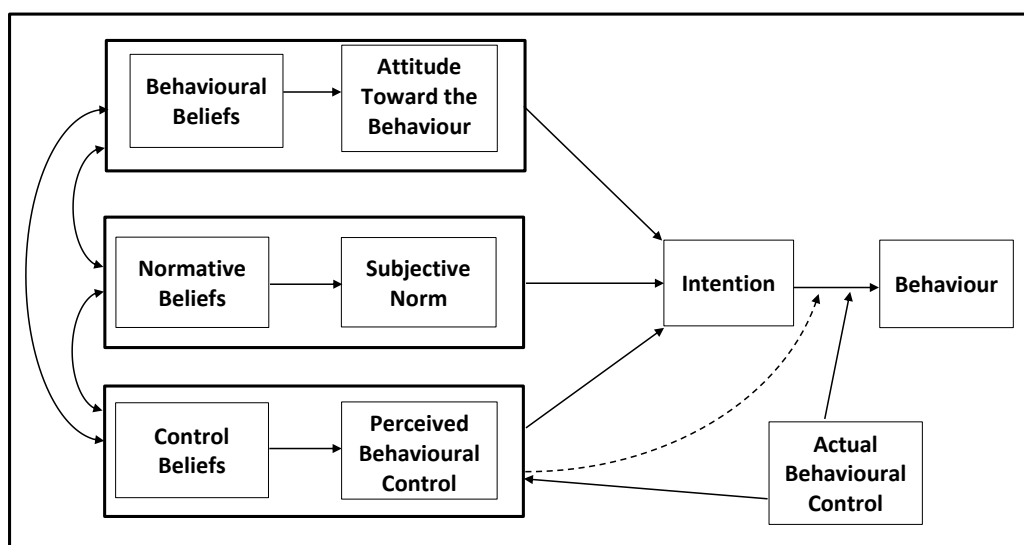 Behavioural
Beliefs
Attitude
Toward the
Behaviour
Normative
Beliefs
Subjective
Norm
Intention
Behaviour
Control
Beliefs
Perceived
Behavioural
Control
Actual
Behavioural
Control